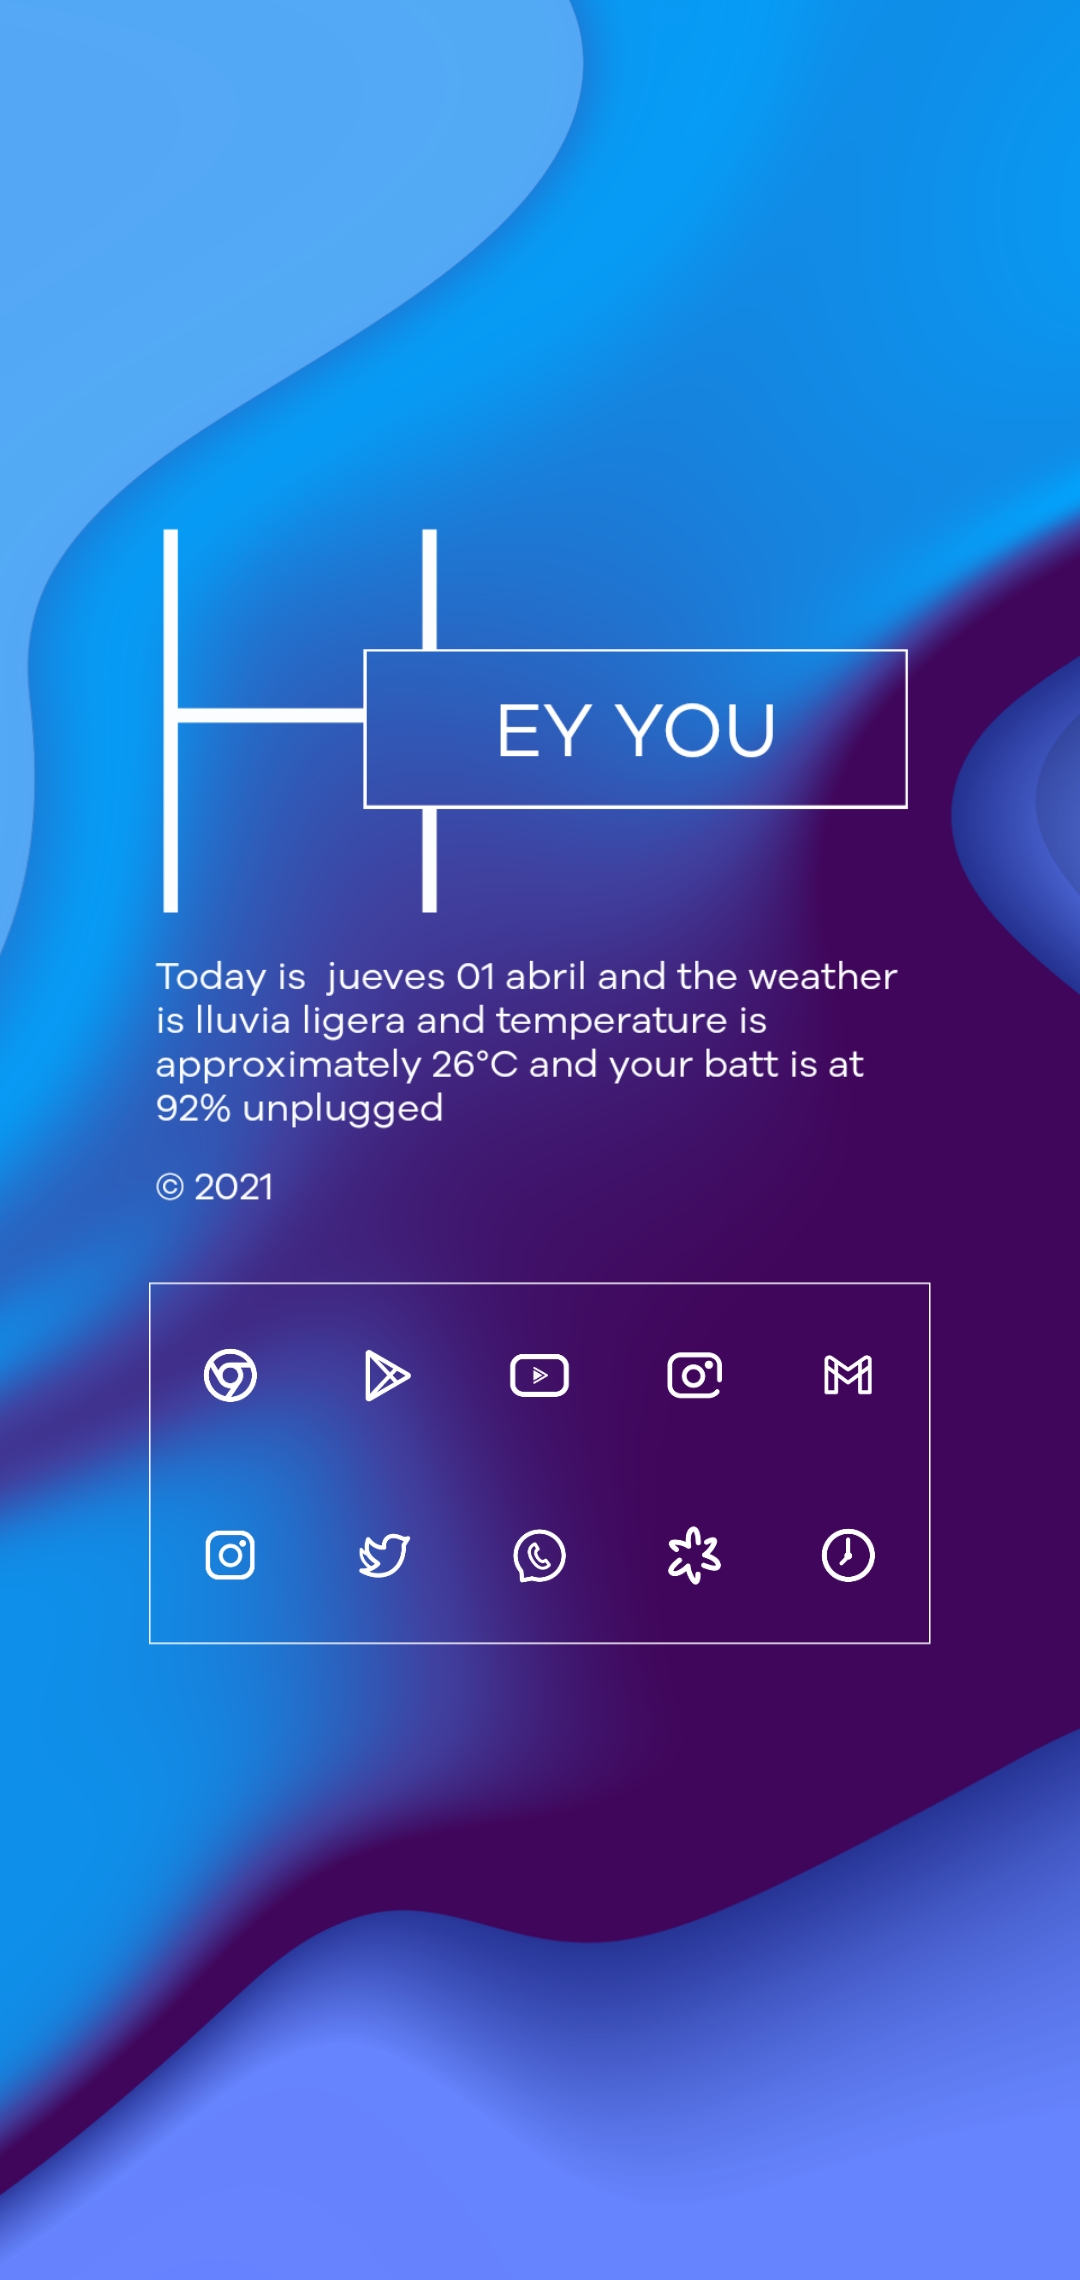 HEY YOU
Today is  jueves 01 abril and the weather
is lluvia ligera and temperature is
approximately 26°C and your batt is at
92% unplugged
© 2021